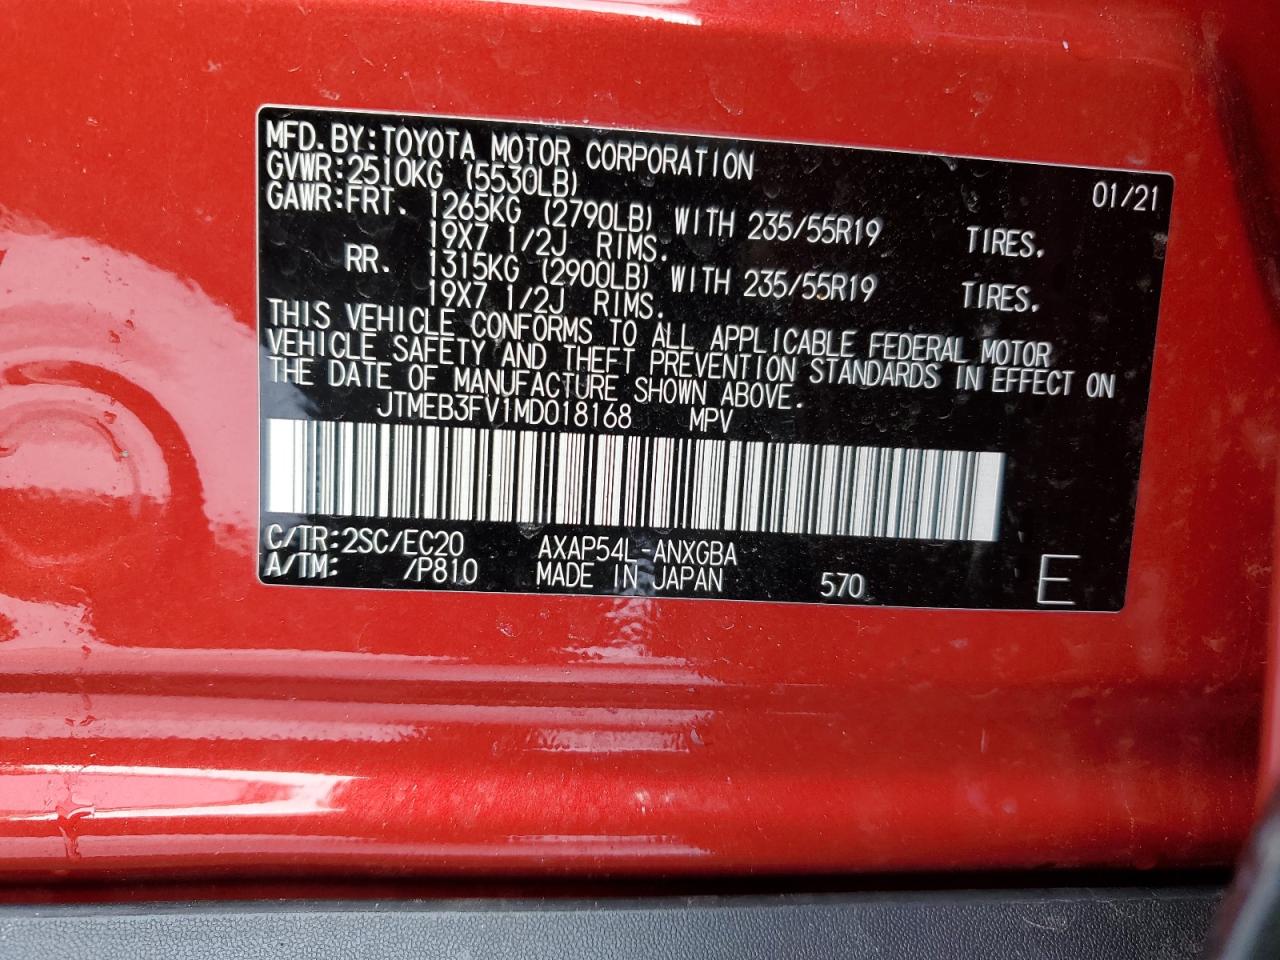 MFD. BY: TOYOTA MOTOR CORPORATION 01/21
GVWR: 2510KG (5530LB)
GAWR: FRT. 1265KG (2790LB) WITH 235/55R19 TIRES.
19X7 1/2J RIMS.
RR. 1315KG (2900LB) WITH 235/55R19 TIRES.
19X7 1/2J RIMS.
THIS VEHICLE CONFORMS TO ALL APPLICABLE FEDERAL MOTOR
VEHICLE SAFETY AND THEFT PREVENTION STANDARDS IN EFFECT ON
THE DATE OF MANUFACTURE SHOWN ABOVE.
JTMEB3FV1MD018168 MPV
C/TR: 2SC/EC20 AXAP54L-ANXGBA
A/TM: /P810 MADE IN JAPAN 570 E